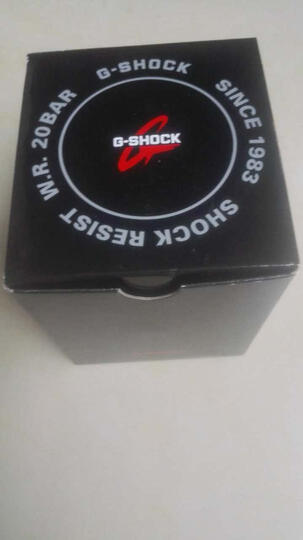 G-SHOCK
SINCE 1983
SHOCK RESIST
W.R. 20BAR
G-SHOCK